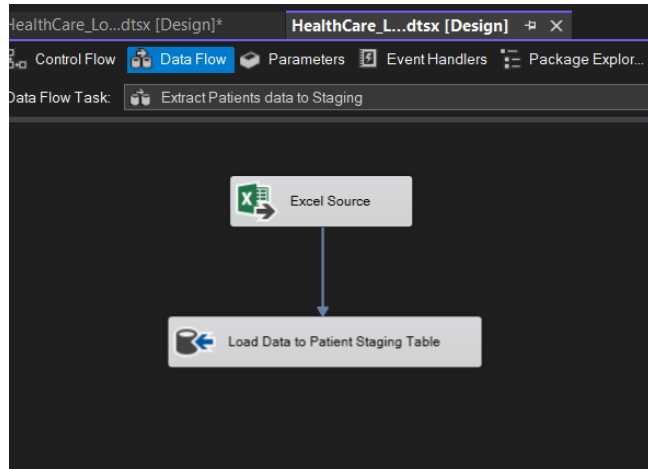 HealthCare_Lo...dtsx [Design]* HealthCare_L...dtsx [Design]
Control Flow Data Flow Parameters Event Handlers Package Explor...
Data Flow Task: Extract Patients data to Staging
Excel Source
Load Data to Patient Staging Table